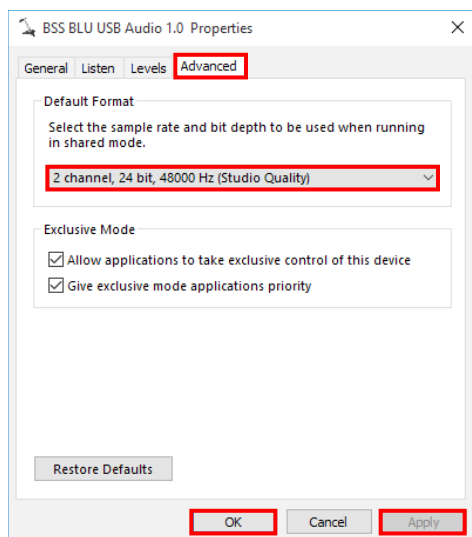 BSS BLU USB Audio 1.0 Properties
General Listen Levels Advanced
Default Format
Select the sample rate and bit depth to be used when running
in shared mode.
2 channel, 24 bit, 48000 Hz (Studio Quality)
Exclusive Mode
Allow applications to take exclusive control of this device
Give exclusive mode applications priority
Restore Defaults
OK Cancel Apply